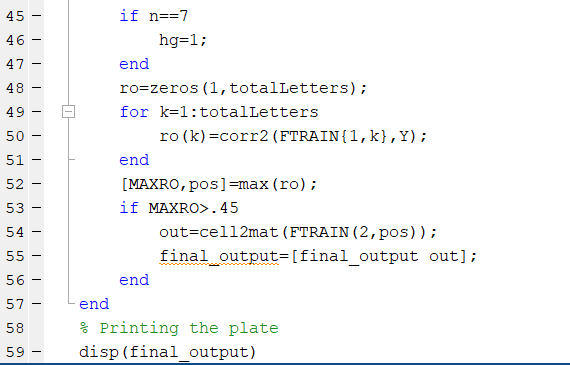 45 – if n==7
46 – hg=1;
47 – end
48 – ro=zeros(1,totalLetters);
49 – for k=1:totalLetters
50 – ro(k)=corr2(FTRAIN{1,k},Y);
51 – end
52 – [MAXRO,pos]=max(ro);
53 – if MAXRO>.45
54 – out=cell2mat(FTRAIN(2,pos));
55 – final_output=[final_output out];
56 – end
57 – end
58 % Printing the plate
59 – disp(final_output)